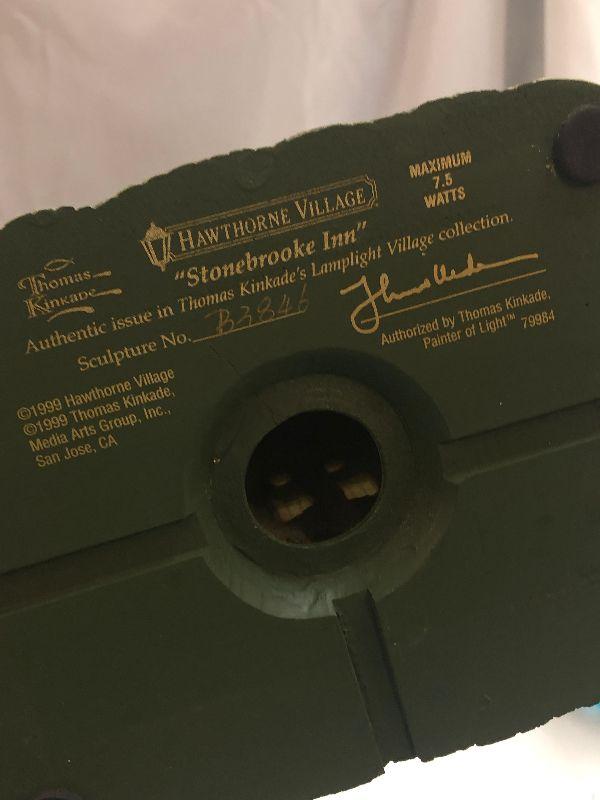 MAXIMUM
7.5
WATTS
HAWTHORNE VILLAGE
Thomas
Kinkade
"Stonebrooke Inn"
Authentic issue in Thomas Kinkade's Lamplight Village collection.
Sculpture No. B3846
Authorized by Thomas Kinkade,
Painter of Light™ 79984
©1999 Hawthorne Village
©1999 Thomas Kinkade,
Media Arts Group, Inc.,
San Jose, CA